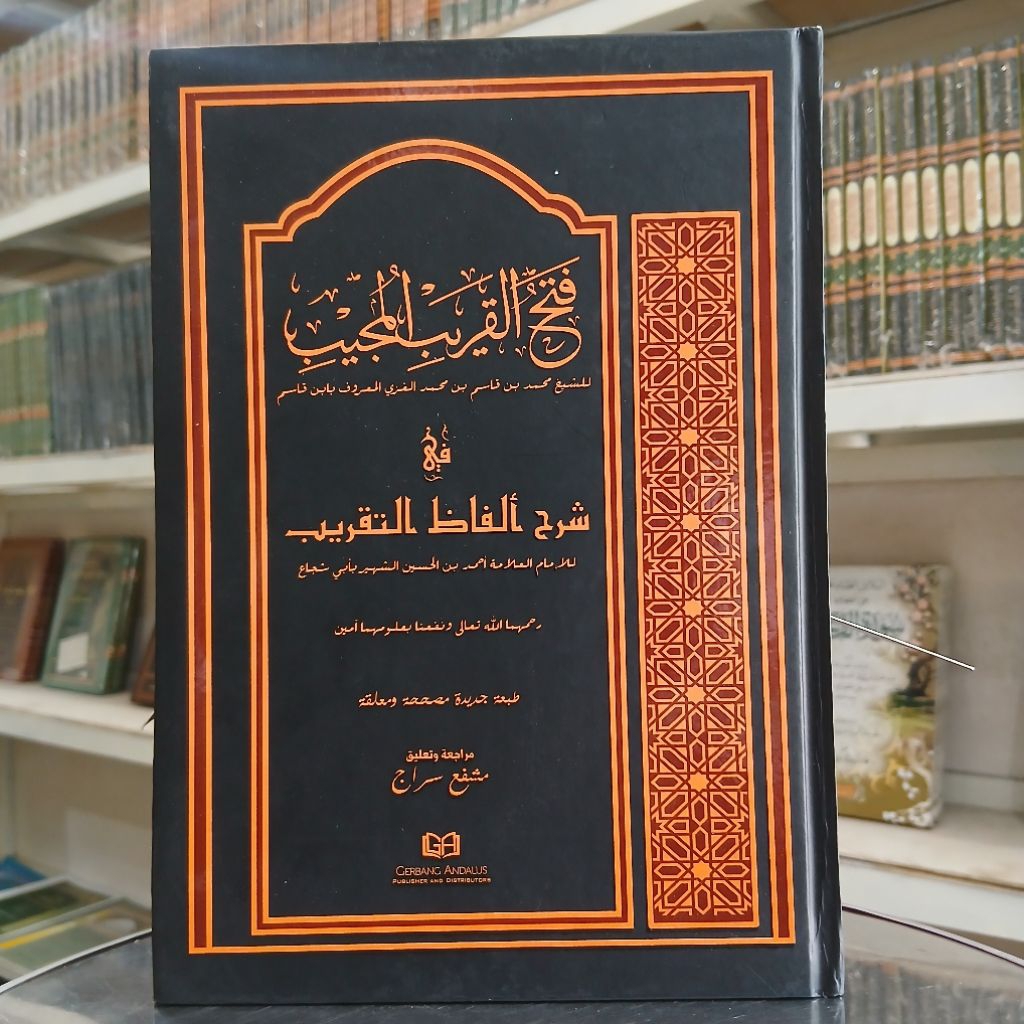 فتح القريب المجيب
للشيخ محمد بن قاسم بن محمد الغزي المعروف بابن قاسم
في
شرح ألفاظ التقريب
للإمام العلامة أحمد بن الحسين الشهير بأبي شجاع
رحمهما الله تعالى ونفعنا بعلومهما آمين
طبعة جديدة مصححة ومعلقة
مراجعة وتعليق
مشفع سراج
GA
GERBANG ANDALUS
PUBLISHER AND DISTRIBUTORS